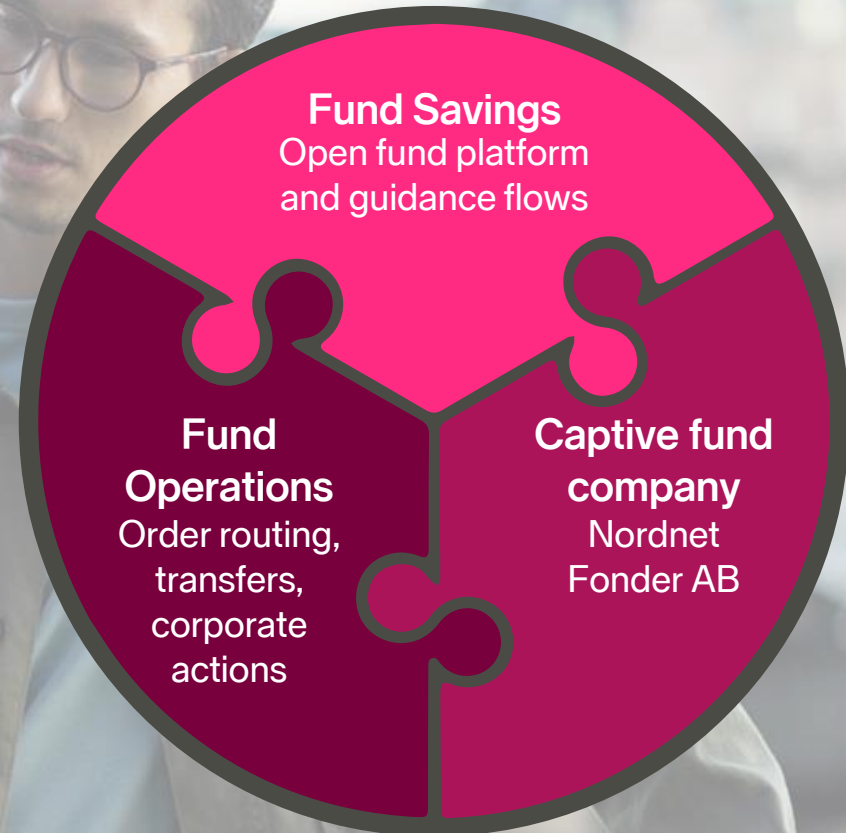 Fund Savings
Open fund platform
and guidance flows
Fund
Operations
Order routing,
transfers,
corporate
actions
Captive fund
company
Nordnet
Fonder AB